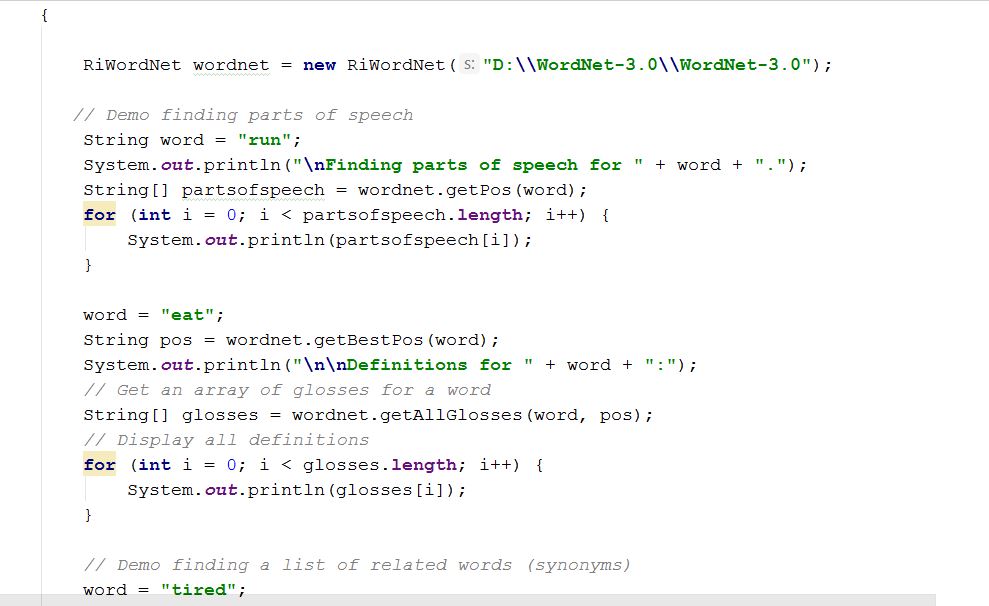 {
RiWordNet wordnet = new RiWordNet( s: "D:\\WordNet-3.0\\WordNet-3.0");
// Demo finding parts of speech
String word = "run";
System.out.println("\nFinding parts of speech for " + word + ".");
String[] partsofspeech = wordnet.getPos(word);
for (int i = 0; i < partsofspeech.length; i++) {
System.out.println(partsofspeech[i]);
}
word = "eat";
String pos = wordnet.getBestPos(word);
System.out.println("\n\nDefinitions for " + word + ":");
// Get an array of glosses for a word
String[] glosses = wordnet.getAllGlosses(word, pos);
// Display all definitions
for (int i = 0; i < glosses.length; i++) {
System.out.println(glosses[i]);
}
// Demo finding a list of related words (synonyms)
word = "tired";